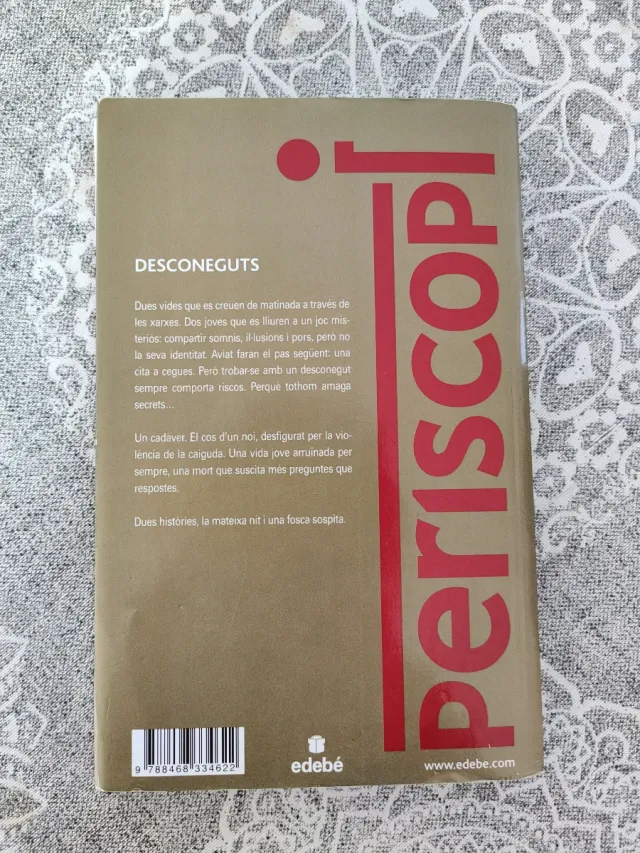 DESCONEGUTS
Dues vides que es creuen de matinada a través de
les xarxes. Dos joves que es lliuren a un joc mis-
teriós: compartir somnis, il·lusions i pors, però no
la seva identitat. Aviat faran el pas següent: una
cita a cegues. Però trobar-se amb un desconegut
sempre comporta riscos. Perquè tothom amaga
secrets...
Un cadàver. El cos d'un noi, desfigurat per la vio-
lència de la caiguda. Una vida jove arruïnada per
sempre, una mort que suscita més preguntes que
respostes.
Dues històries, la mateixa nit i una fosca sospita.
periscopi
9 788468 334622
edebé
www.edebe.com